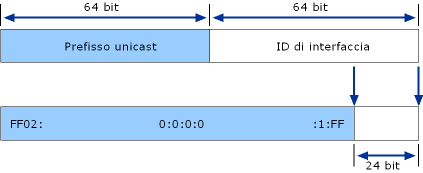 64 bit 64 bit
Prefisso unicast ID di interfaccia
FF02: 0:0:0:0 :1:FF
24 bit